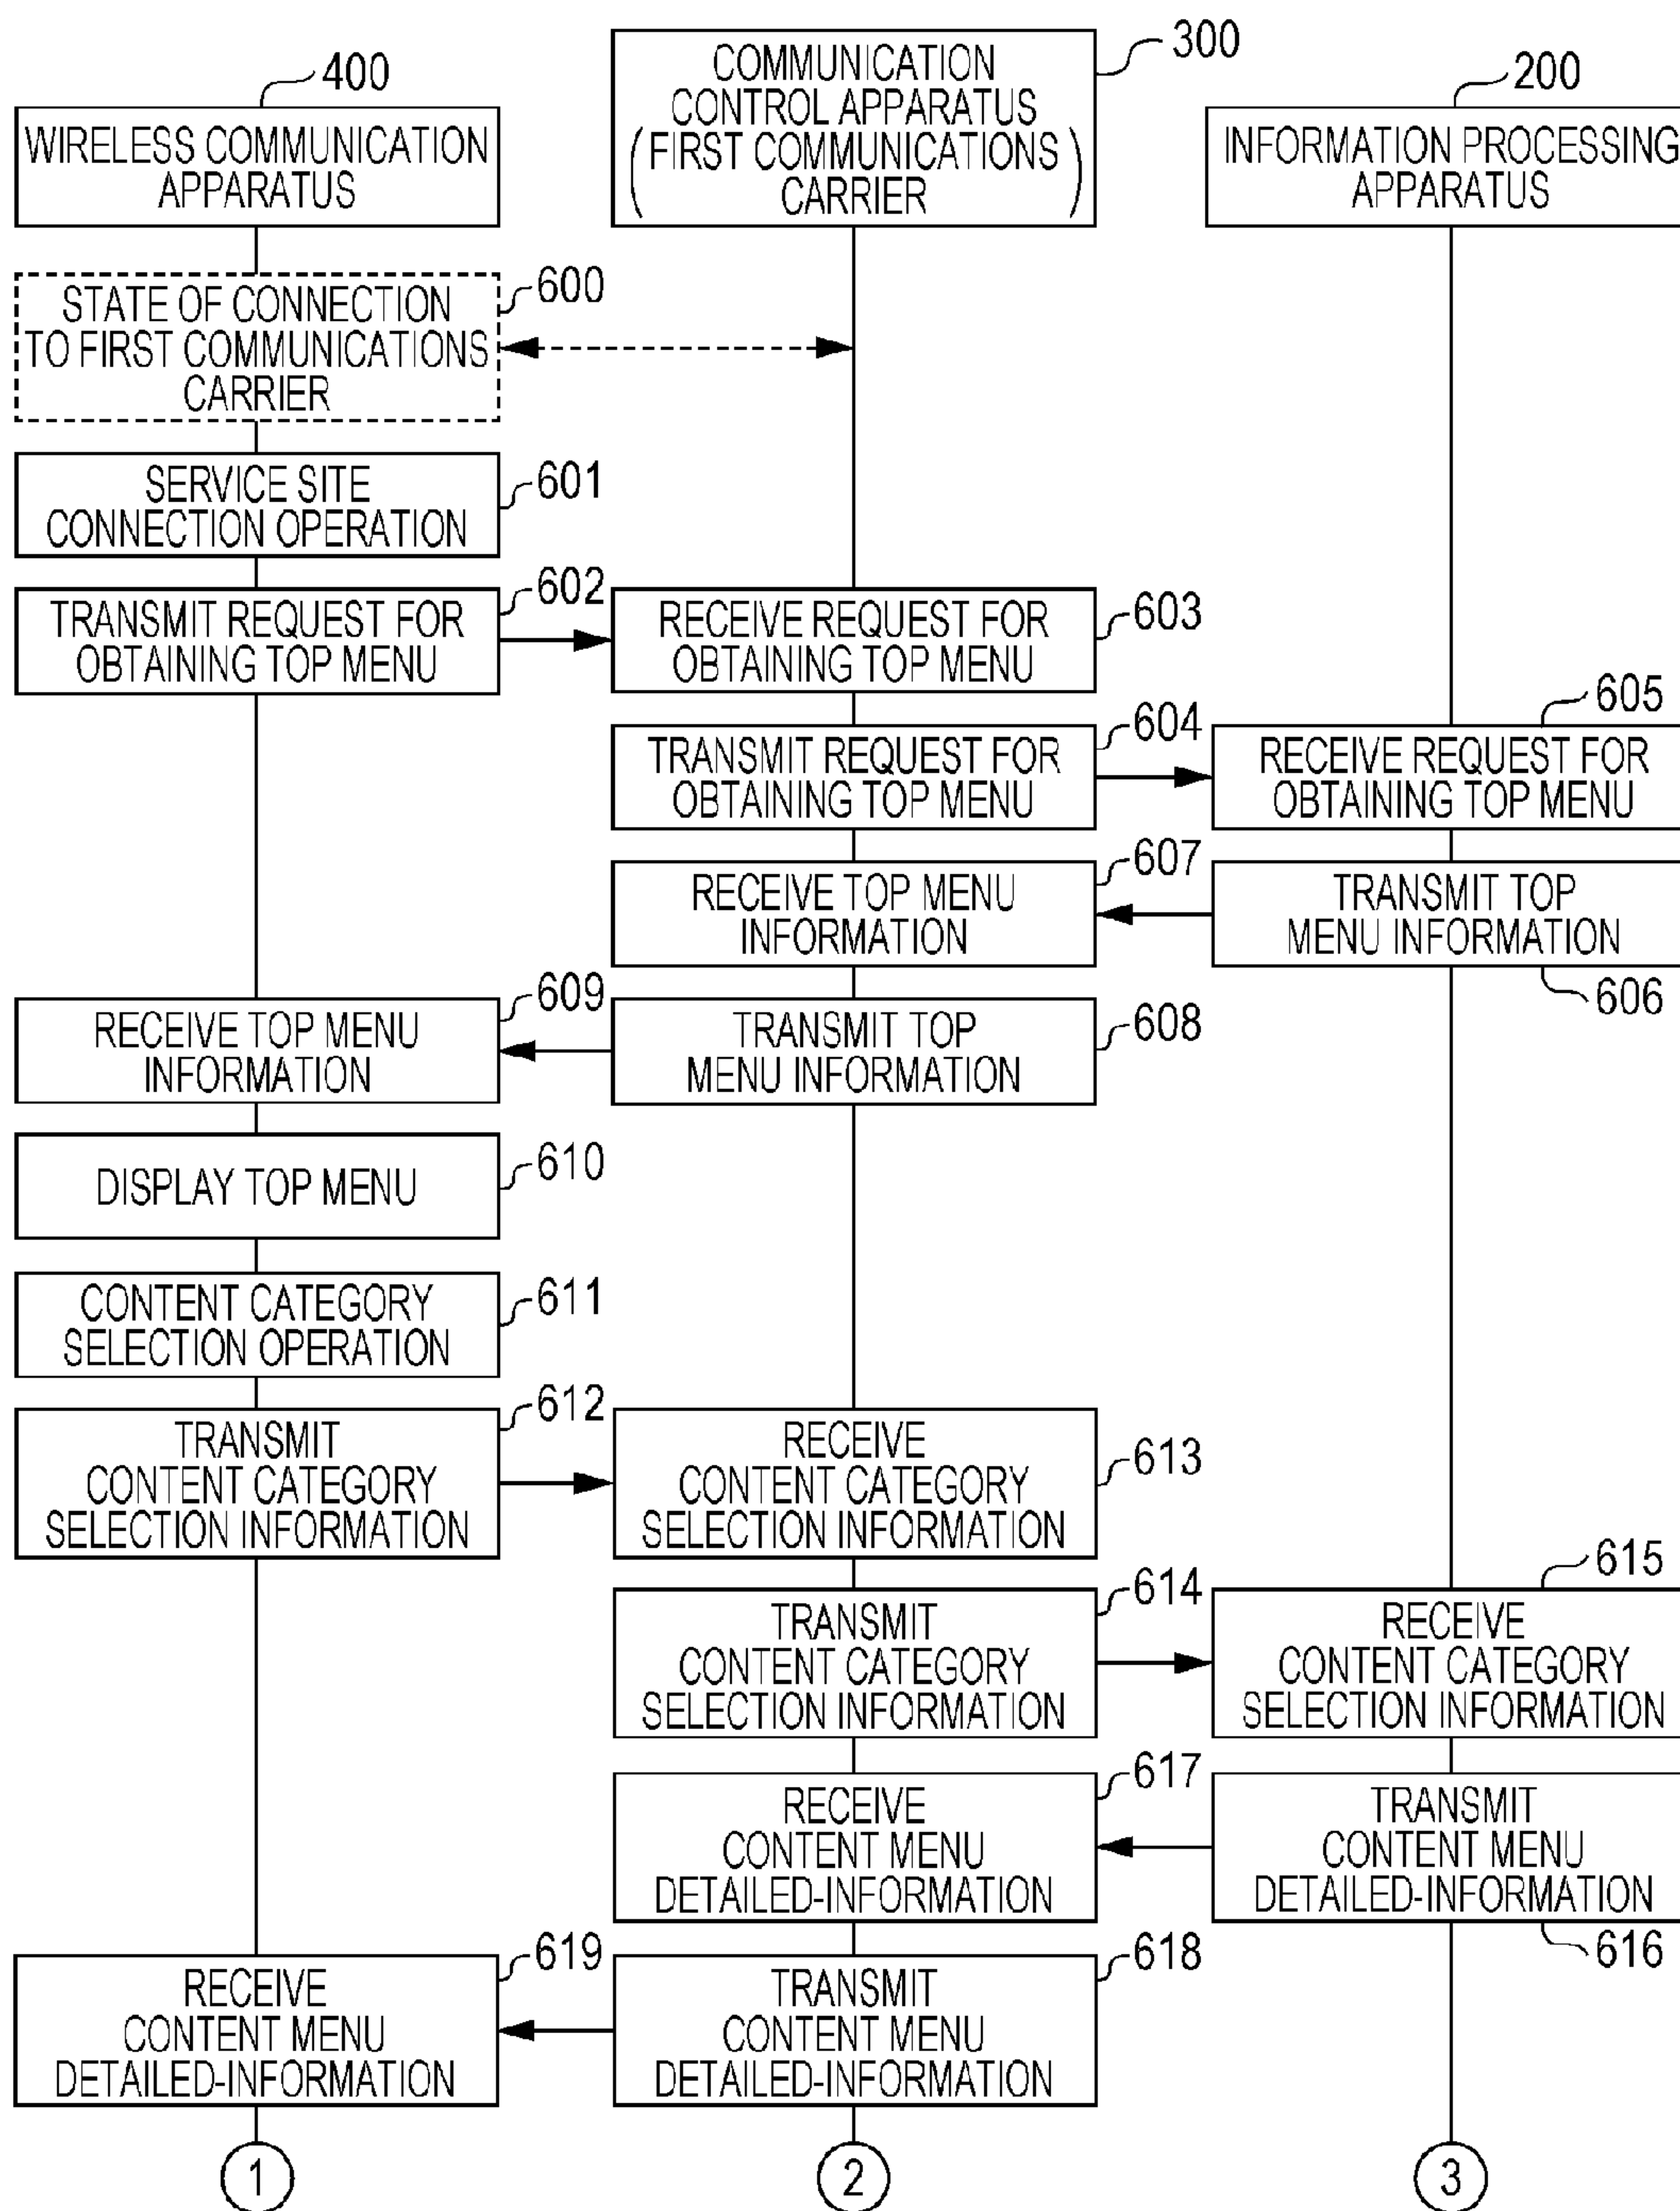 400
WIRELESS COMMUNICATION
APPARATUS
300
COMMUNICATION
CONTROL APPARATUS
(FIRST COMMUNICATIONS
CARRIER)
200
INFORMATION PROCESSING
APPARATUS
600
STATE OF CONNECTION
TO FIRST COMMUNICATIONS
CARRIER
601
SERVICE SITE
CONNECTION OPERATION
602
TRANSMIT REQUEST FOR
OBTAINING TOP MENU
603
RECEIVE REQUEST FOR
OBTAINING TOP MENU
604
TRANSMIT REQUEST FOR
OBTAINING TOP MENU
605
RECEIVE REQUEST FOR
OBTAINING TOP MENU
607
RECEIVE TOP MENU
INFORMATION
TRANSMIT TOP
MENU INFORMATION
606
609
RECEIVE TOP MENU
INFORMATION
608
TRANSMIT TOP
MENU INFORMATION
610
DISPLAY TOP MENU
611
CONTENT CATEGORY
SELECTION OPERATION
612
TRANSMIT
CONTENT CATEGORY
SELECTION INFORMATION
613
RECEIVE
CONTENT CATEGORY
SELECTION INFORMATION
614
TRANSMIT
CONTENT CATEGORY
SELECTION INFORMATION
615
RECEIVE
CONTENT CATEGORY
SELECTION INFORMATION
617
RECEIVE
CONTENT MENU
DETAILED-INFORMATION
TRANSMIT
CONTENT MENU
DETAILED-INFORMATION
616
619
RECEIVE
CONTENT MENU
DETAILED-INFORMATION
618
TRANSMIT
CONTENT MENU
DETAILED-INFORMATION
1
2
3